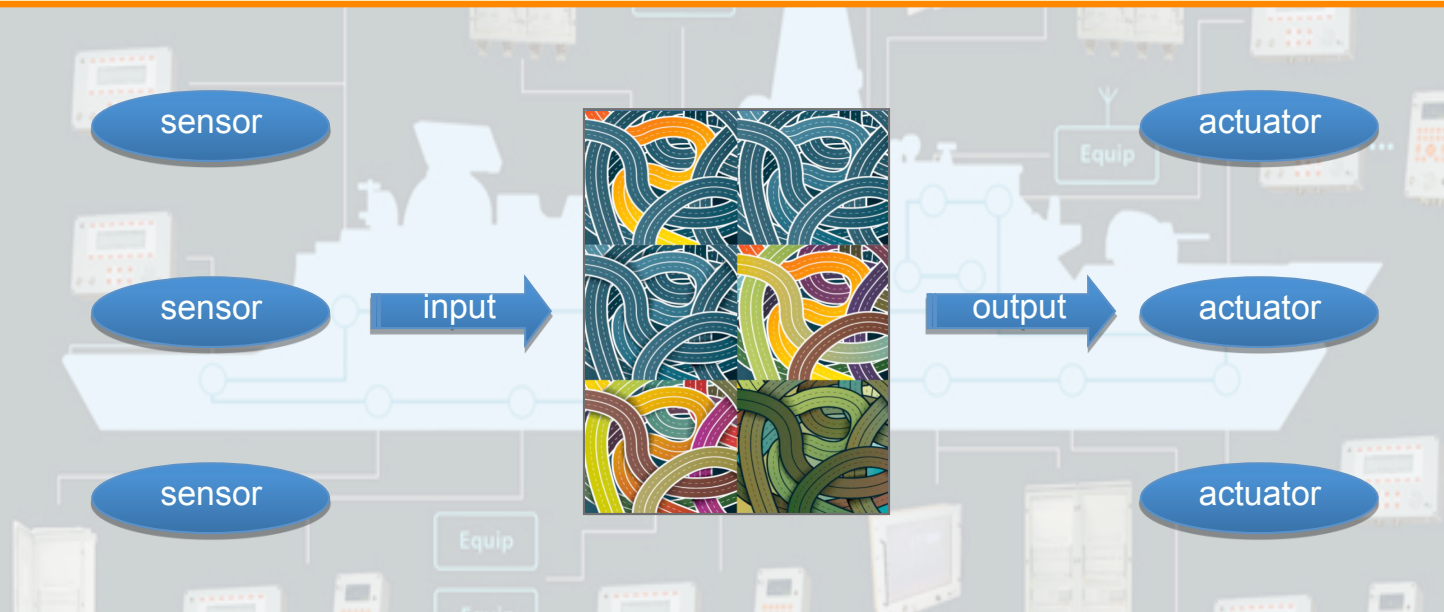 sensor
actuator
Equip
sensor
input
output
actuator
sensor
actuator
Equip